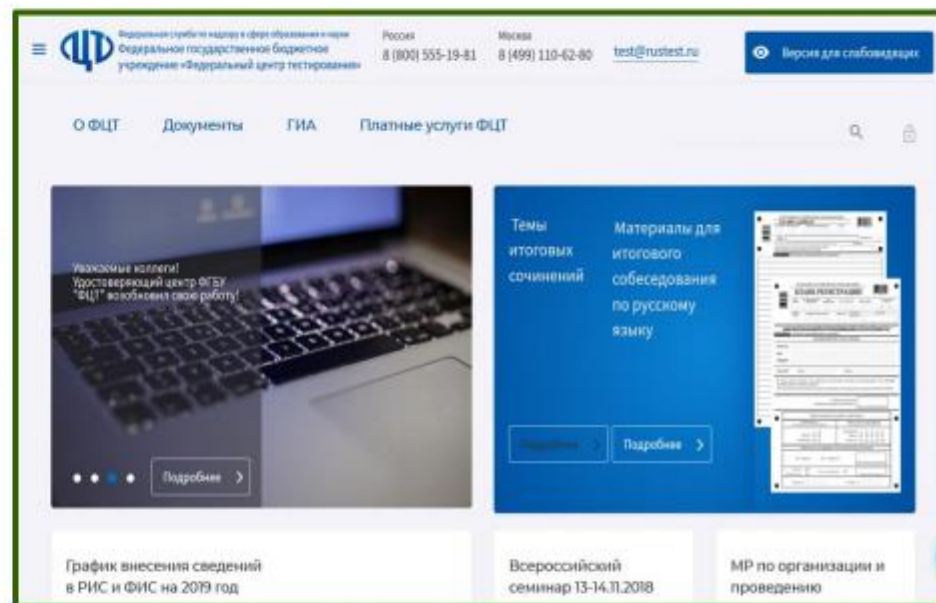 ФЦТ
Федеральная служба по надзору в сфере образования и науки
Федеральное государственное бюджетное
учреждение «Федеральный центр тестирования»
Россия
8 (800) 555-19-81
Москва
8 (499) 110-62-80
test@rustest.ru
Версия для слабовидящих
О ФЦТ
Документы
ГИА
Платные услуги ФЦТ
Уважаемые коллеги!
Удостоверяющий центр ФГБУ
"ФЦТ" возобновил свою работу!
Подробнее
Темы
итоговых
сочинений
Подробнее
Материалы для
итогового
собеседования
по русскому
языку
Подробнее
БЛАНК РЕГИСТРАЦИИ
График внесения сведений
в РИС и ФИС на 2019 год
Всероссийский
семинар 13-14.11.2018
МР по организации и
проведению